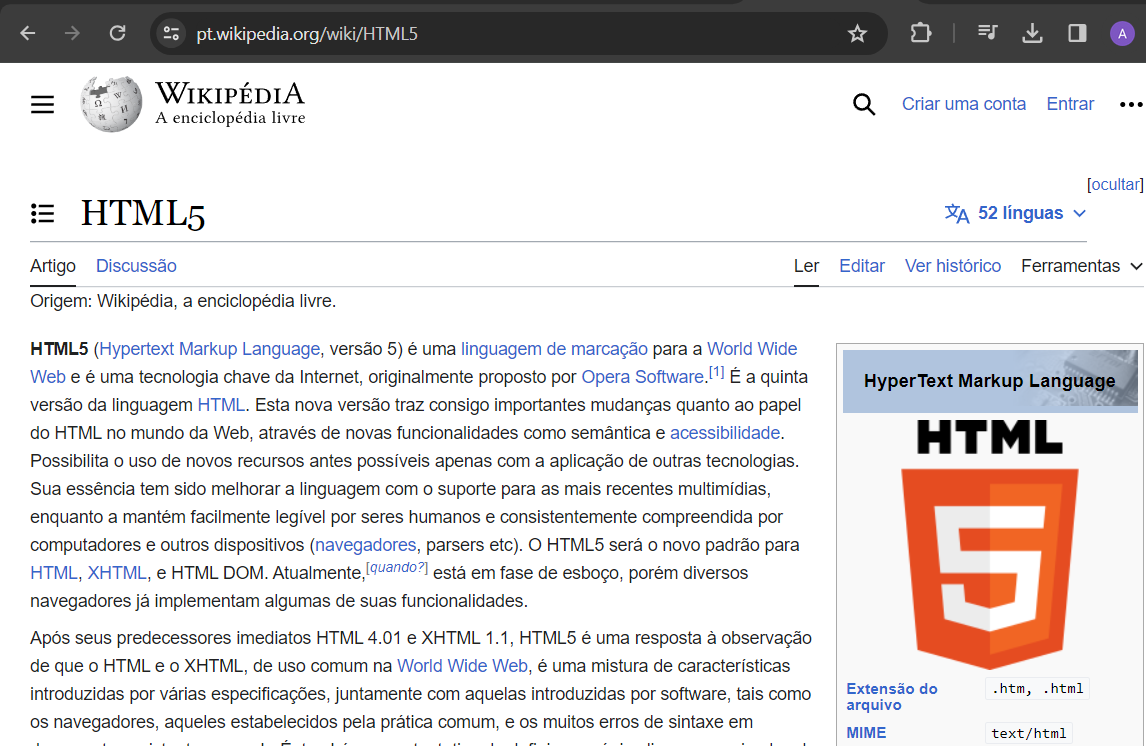 pt.wikipedia.org/wiki/HTML5
A
WIKIPÉDIA
A enciclopédia livre
Criar uma conta Entrar
[ocultar]
HTML5
52 línguas
Artigo Discussão Ler Editar Ver histórico Ferramentas
Origem: Wikipédia, a enciclopédia livre.
HTML5 (Hypertext Markup Language, versão 5) é uma linguagem de marcação para a World Wide
Web e é uma tecnologia chave da Internet, originalmente proposto por Opera Software.[1] É a quinta
versão da linguagem HTML. Esta nova versão traz consigo importantes mudanças quanto ao papel
do HTML no mundo da Web, através de novas funcionalidades como semântica e acessibilidade.
Possibilita o uso de novos recursos antes possíveis apenas com a aplicação de outras tecnologias.
Sua essência tem sido melhorar a linguagem com o suporte para as mais recentes multimídias,
enquanto a mantém facilmente legível por seres humanos e consistentemente compreendida por
computadores e outros dispositivos (navegadores, parsers etc). O HTML5 será o novo padrão para
HTML, XHTML, e HTML DOM. Atualmente,[quando?] está em fase de esboço, porém diversos
navegadores já implementam algumas de suas funcionalidades.
Após seus predecessores imediatos HTML 4.01 e XHTML 1.1, HTML5 é uma resposta à observação
de que o HTML e o XHTML, de uso comum na World Wide Web, é uma mistura de características
introduzidas por várias especificações, juntamente com aquelas introduzidas por software, tais como
os navegadores, aqueles estabelecidos pela prática comum, e os muitos erros de sintaxe em
HyperText Markup Language
HTML
5
Extensão do .htm, .html
arquivo
MIME text/html